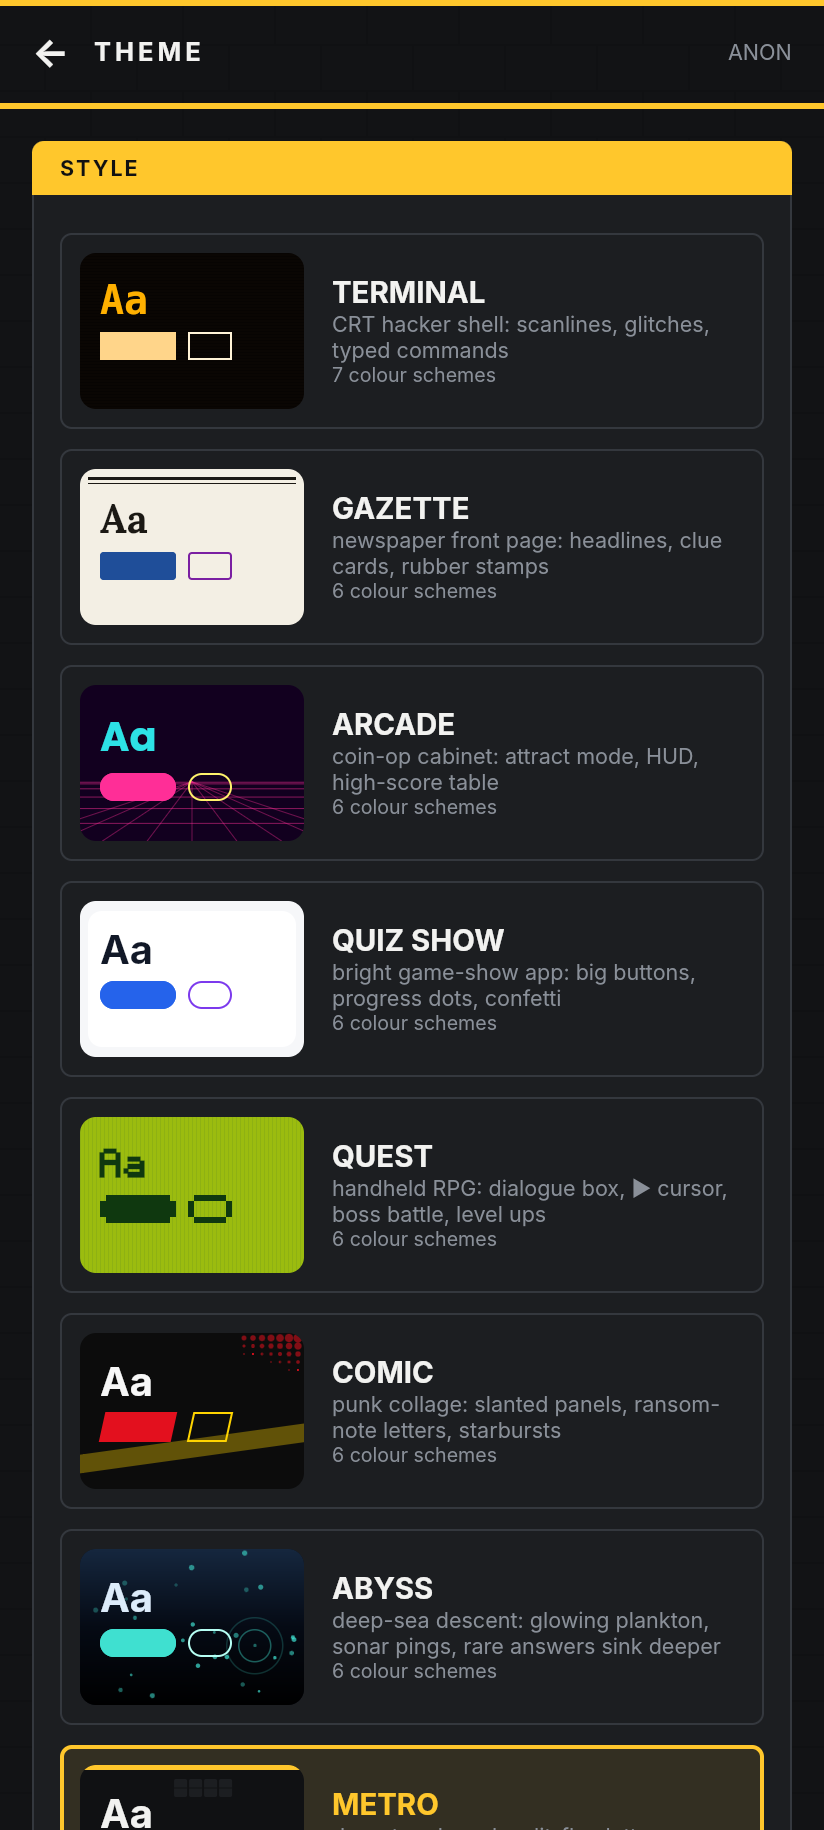 THEME
ANON
STYLE
Aa
TERMINAL
CRT hacker shell: scanlines, glitches,
typed commands
7 colour schemes
Aa
GAZETTE
newspaper front page: headlines, clue
cards, rubber stamps
6 colour schemes
Aa
ARCADE
coin-op cabinet: attract mode, HUD,
high-score table
6 colour schemes
Aa
QUIZ SHOW
bright game-show app: big buttons,
progress dots, confetti
6 colour schemes
Aa
QUEST
handheld RPG: dialogue box, ▶ cursor,
boss battle, level ups
6 colour schemes
Aa
COMIC
punk collage: slanted panels, ransom-
note letters, starbursts
6 colour schemes
Aa
ABYSS
deep-sea descent: glowing plankton,
sonar pings, rare answers sink deeper
6 colour schemes
Aa
METRO